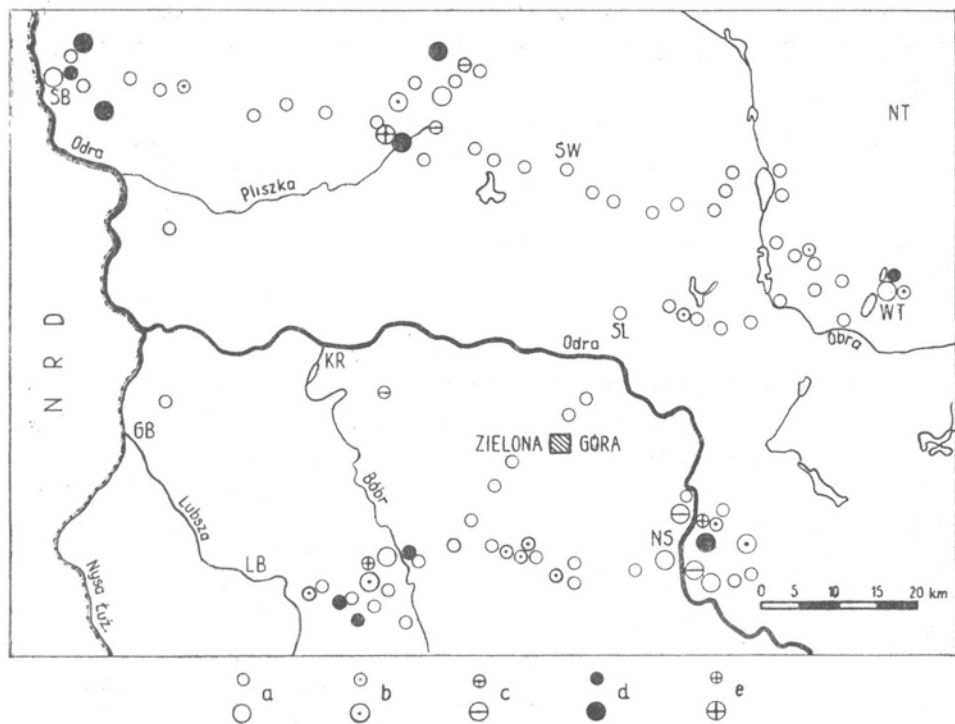 SB
NT
Odra
SW
Pliszka
WT
SL
Obra
Odra
N R D
KR
ZIELONA GÓRA
GB
Bóbr
Lubsza
NS
LB
Nysa Łuż.
0 5 10 15 20 km
a b c d e